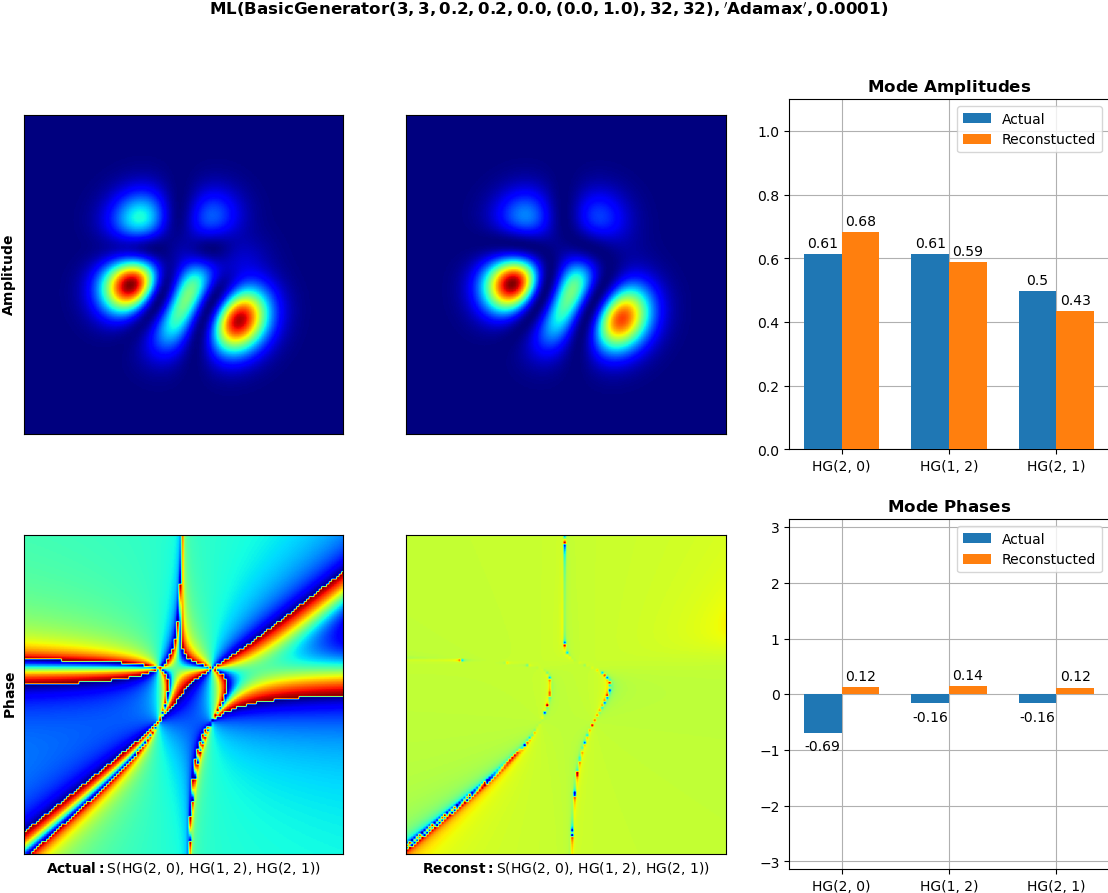 ML(BasicGenerator(3, 3, 0.2, 0.2, 0.0, (0.0, 1.0), 32, 32), ′Adamax′, 0.0001)
Amplitude
Mode Amplitudes
Actual
Reconstucted
1.0
0.8
0.6
0.4
0.2
0.0
0.61
0.68
0.61
0.59
0.5
0.43
HG(2, 0)
HG(1, 2)
HG(2, 1)
Phase
Actual: S(HG(2, 0), HG(1, 2), HG(2, 1))
Reconst: S(HG(2, 0), HG(1, 2), HG(2, 1))
Mode Phases
Actual
Reconstucted
3
2
1
0
−1
−2
−3
-0.69
0.12
-0.16
0.14
-0.16
0.12
HG(2, 0)
HG(1, 2)
HG(2, 1)